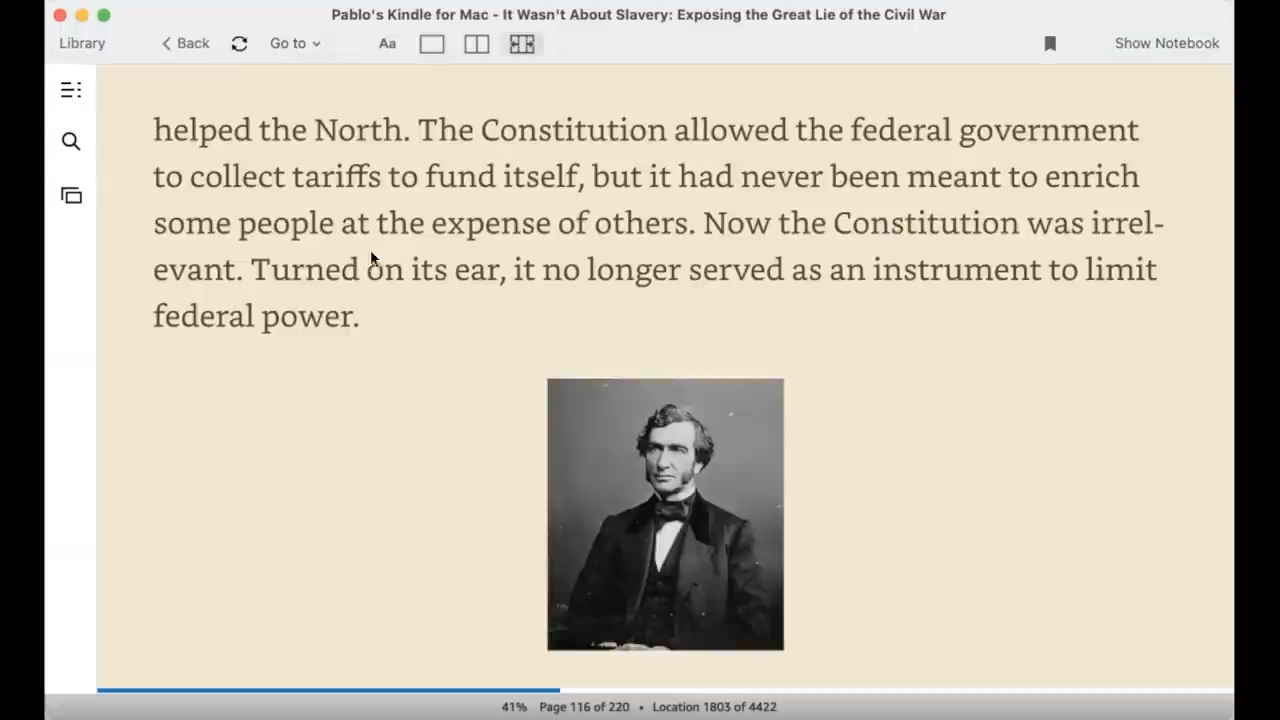 Pablo's Kindle for Mac - It Wasn't About Slavery: Exposing the Great Lie of the Civil War
Library Back Go to Aa Show Notebook
helped the North. The Constitution allowed the federal government
to collect tariffs to fund itself, but it had never been meant to enrich
some people at the expense of others. Now the Constitution was irrel-
evant. Turned on its ear, it no longer served as an instrument to limit
federal power.
41% Page 116 of 220 • Location 1803 of 4422